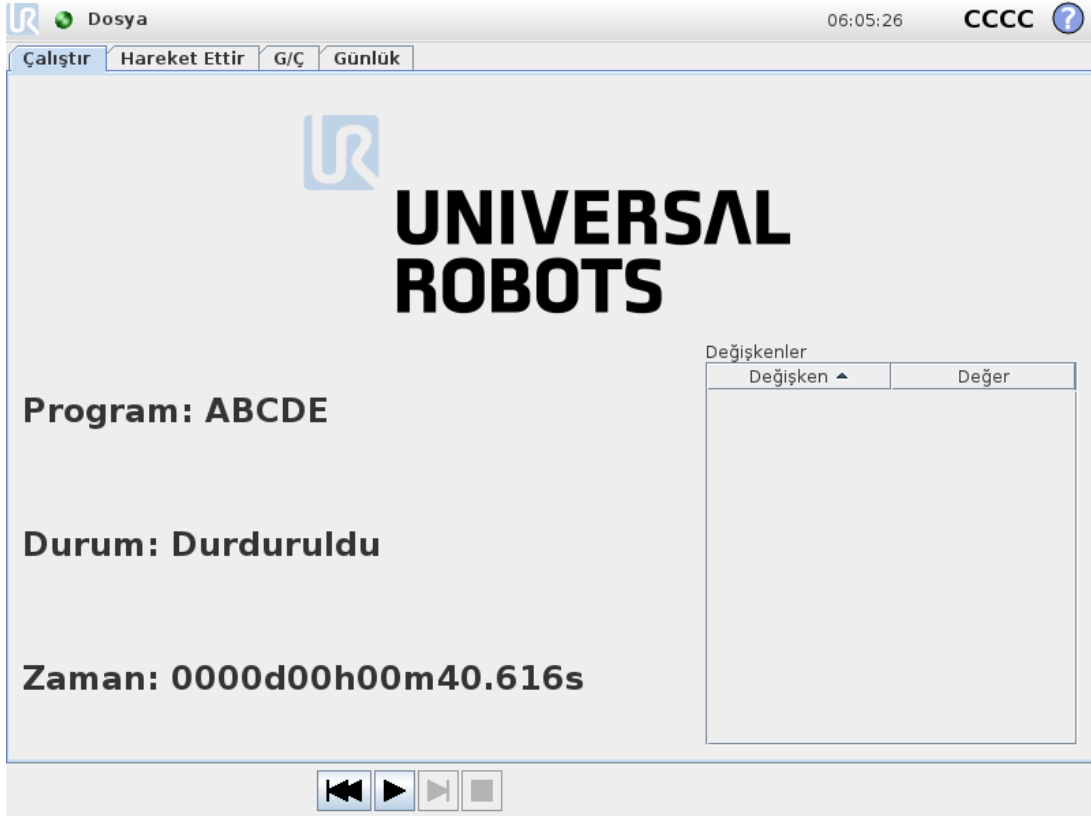 Dosya 06:05:26 CCCC ?
Çalıştır Hareket Ettir G/Ç Günlük
UR
UNIVERSAL
ROBOTS
Değişkenler
Değişken Değer
Program: ABCDE
Durum: Durduruldu
Zaman: 0000d00h00m40.616s